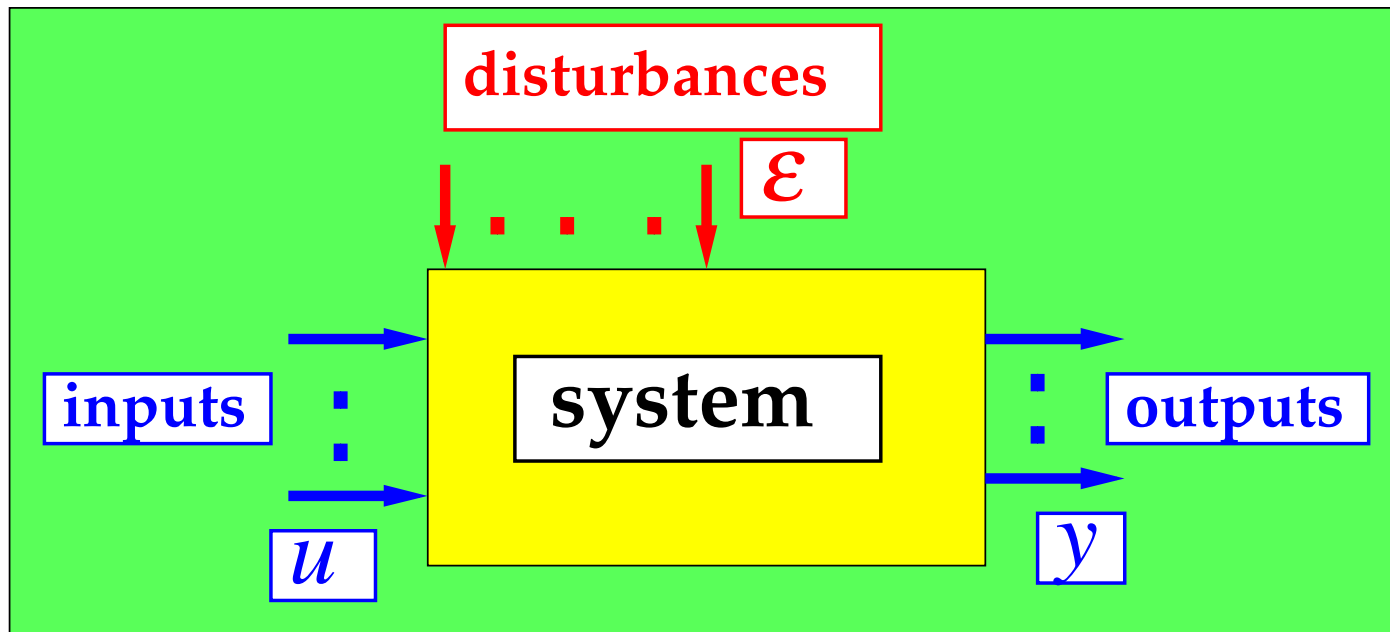 disturbances
ε
inputs
system
outputs
u
y